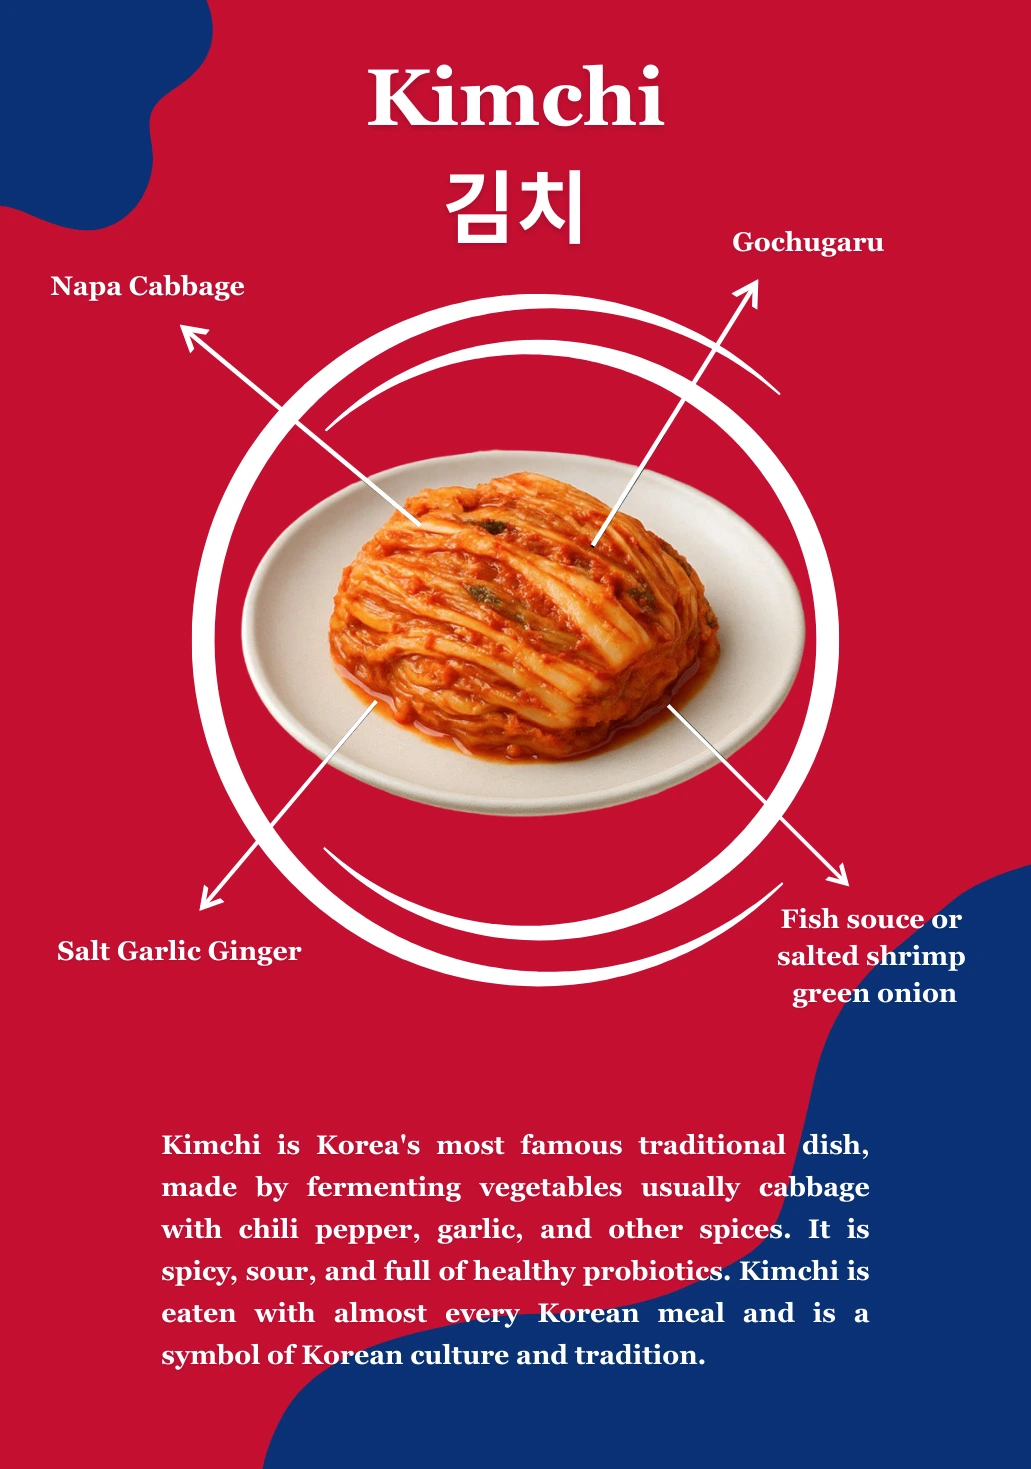 Kimchi
김치
Gochugaru
Napa Cabbage
Salt Garlic Ginger
Fish souce or
salted shrimp
green onion
Kimchi is Korea's most famous traditional dish,
made by fermenting vegetables usually cabbage
with chili pepper, garlic, and other spices. It is
spicy, sour, and full of healthy probiotics. Kimchi is
eaten with almost every Korean meal and is a
symbol of Korean culture and tradition.